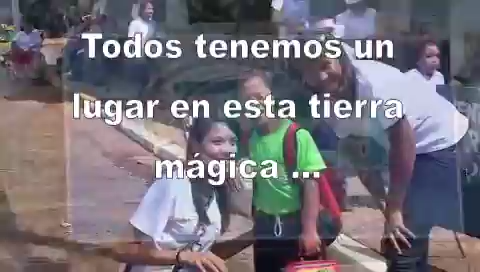 Todos tenemos un
lugar en esta tierra
mágica ...